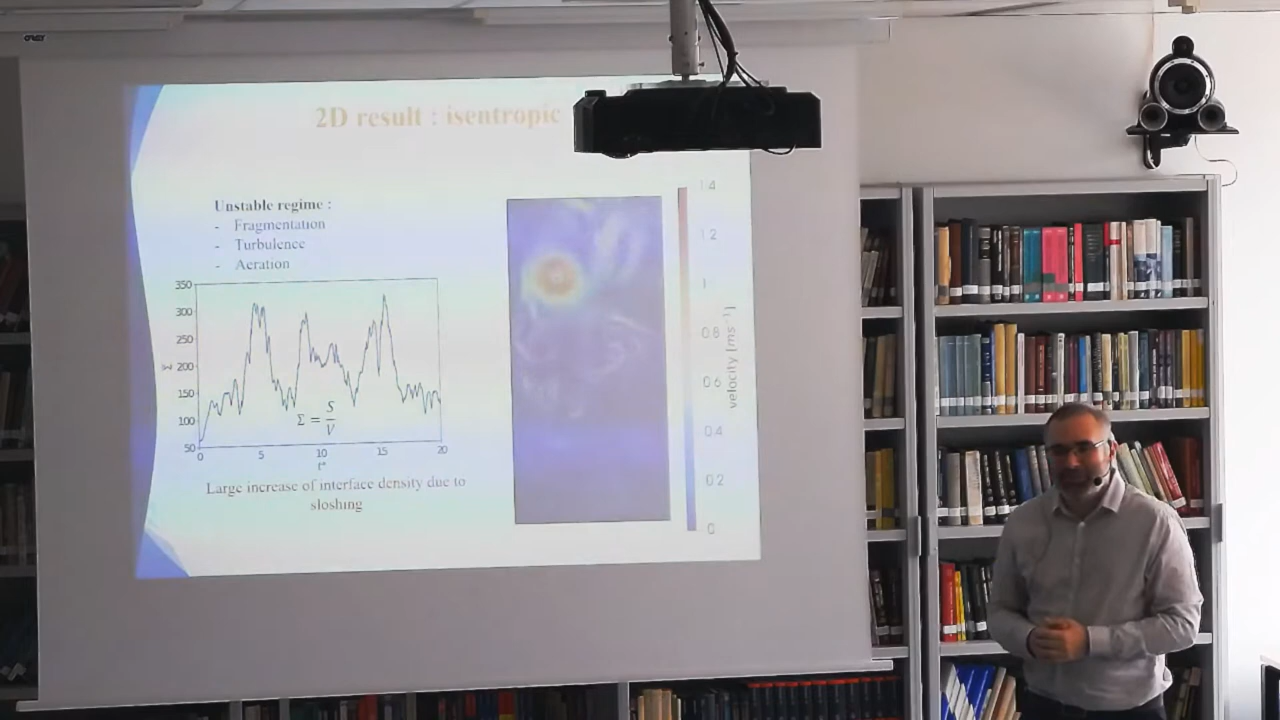 2D result : isentropic
Unstable regime :
- Fragmentation
- Turbulence
- Aeration
350
300
250
200
150
100
50
Σ
Σ = S/V
0 5 10 15 20
t*
Large increase of interface density due to
sloshing
1.4
1.2
1
0.8
0.6
0.4
0.2
0
velocity [ms⁻¹]